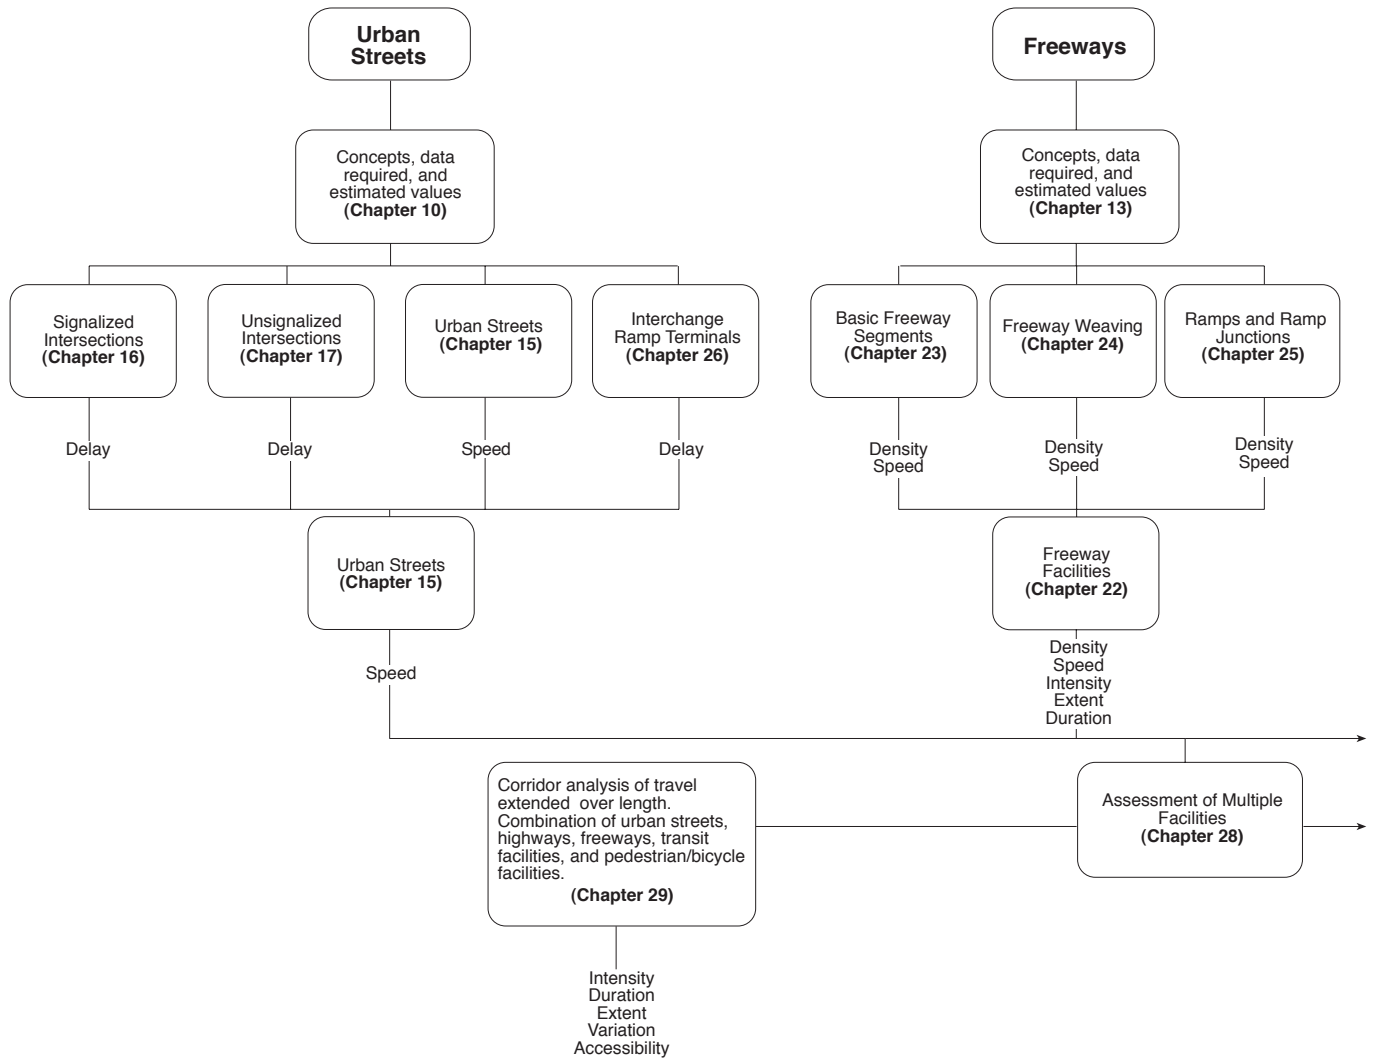 Urban
Streets
Freeways
Concepts, data
required, and
estimated values
(Chapter 10)
Concepts, data
required, and
estimated values
(Chapter 13)
Signalized
Intersections
(Chapter 16)
Unsignalized
Intersections
(Chapter 17)
Urban Streets
(Chapter 15)
Interchange
Ramp Terminals
(Chapter 26)
Basic Freeway
Segments
(Chapter 23)
Freeway Weaving
(Chapter 24)
Ramps and Ramp
Junctions
(Chapter 25)
Delay
Delay
Speed
Delay
Density
Speed
Density
Speed
Density
Speed
Urban Streets
(Chapter 15)
Freeway
Facilities
(Chapter 22)
Speed
Density
Speed
Intensity
Extent
Duration
Corridor analysis of travel
extended over length.
Combination of urban streets,
highways, freeways, transit
facilities, and pedestrian/bicycle
facilities.
(Chapter 29)
Assessment of Multiple
Facilities
(Chapter 28)
Intensity
Duration
Extent
Variation
Accessibility